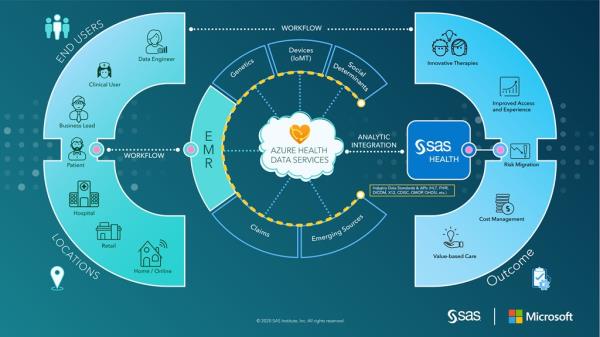 WORKFLOW
END USERS
Data Engineer
Clinical User
Business Lead
Patient
WORKFLOW
Hospital
Retail
Home / Online
LOCATIONS
EMR
Genetics
Devices
(IoMT)
Social
Determinants
AZURE HEALTH
DATA SERVICES
Claims
Emerging Sources
ANALYTIC
INTEGRATION
sas
HEALTH
Industry Data Standards & APIs (HL7, FHIR,
DICOM, X12, CDISC, OMOP OHDSI, etc.)
Innovative Therapies
Improved Access
and Experience
Risk Migration
Cost Management
Value-based Care
Outcome
© 2020 SAS Institute, Inc. All rights reserved.
sas
Microsoft